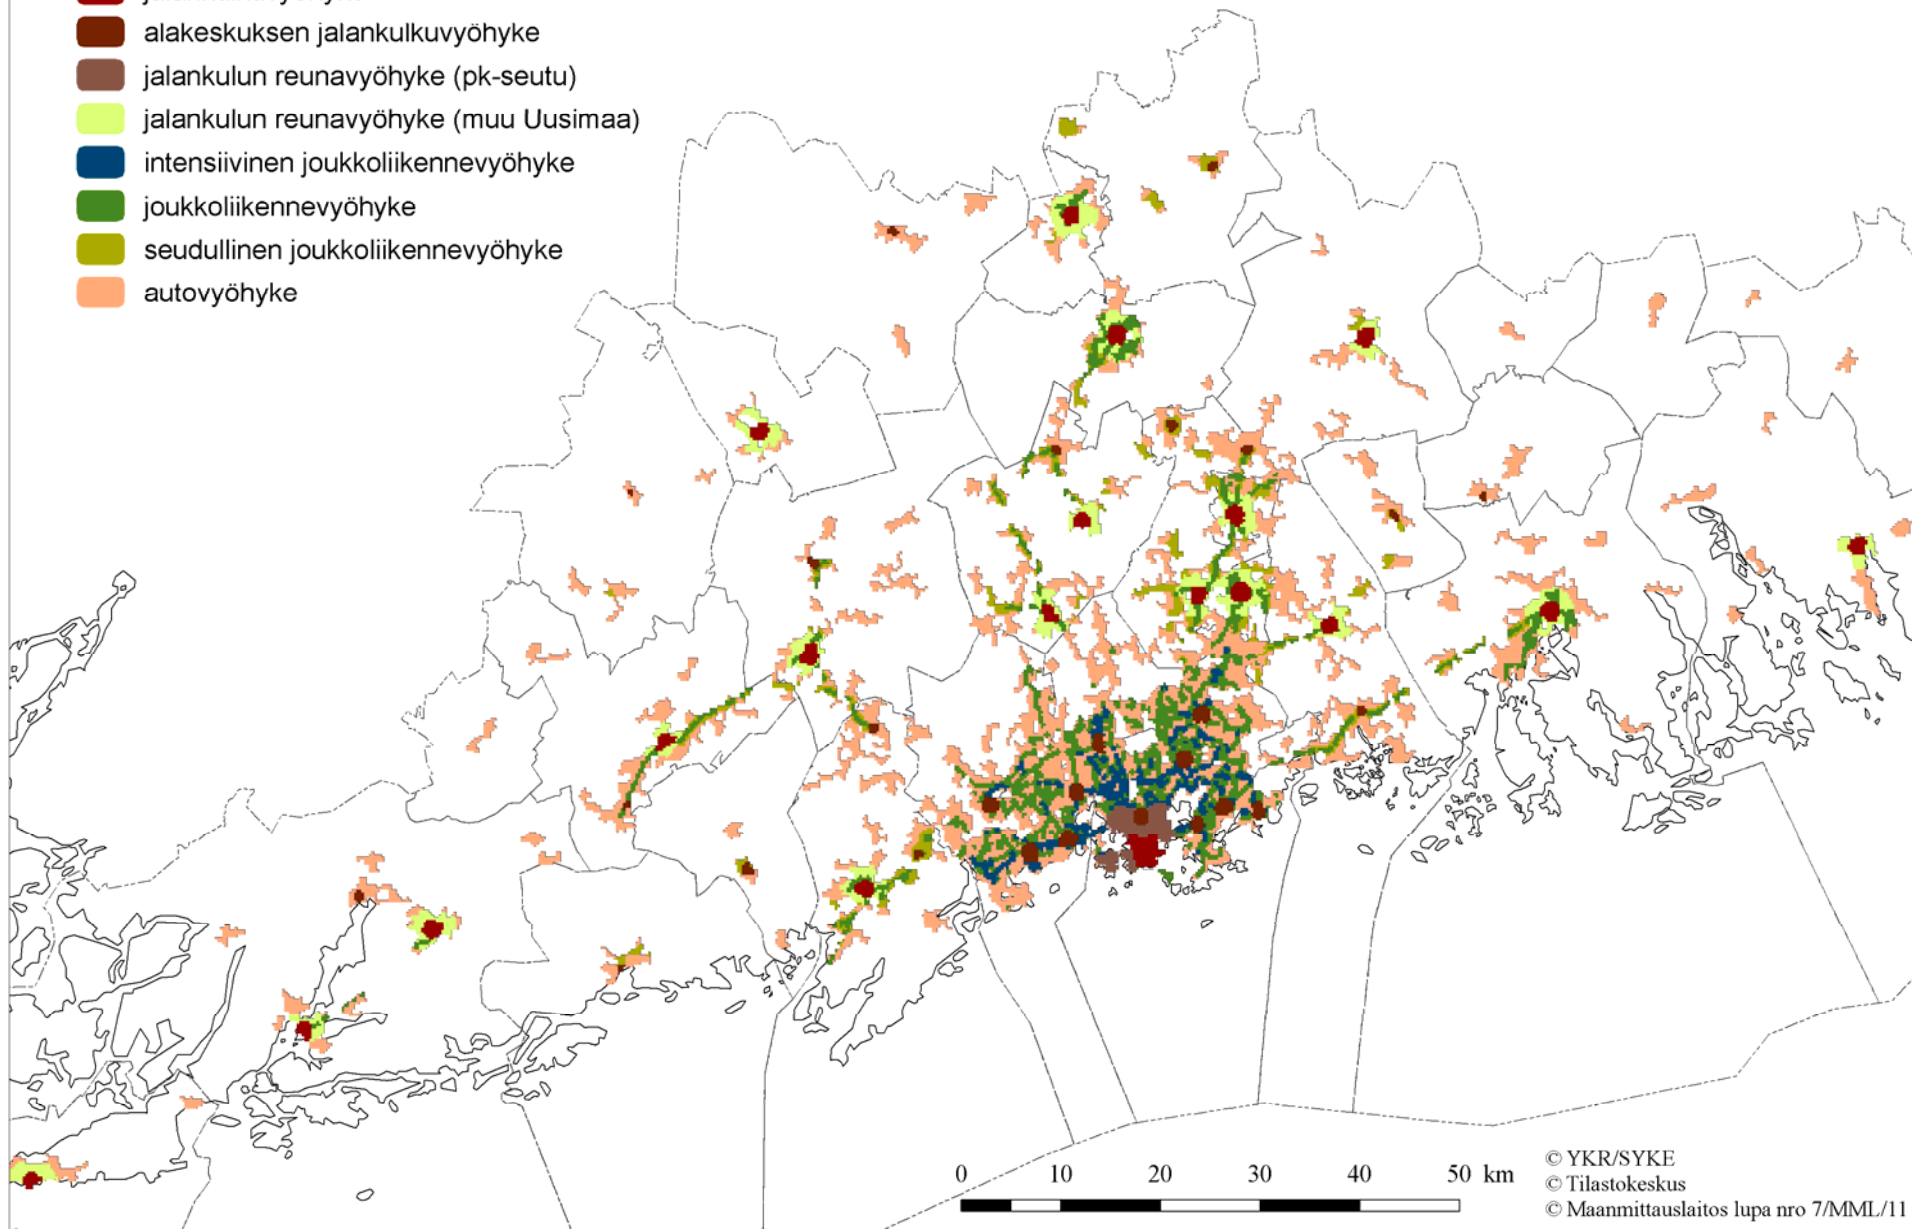 alakeskuksen jalankulkuvyöhyke
jalankulun reunavyöhyke (pk-seutu)
jalankulun reunavyöhyke (muu Uusimaa)
intensiivinen joukkoliikennevyöhyke
joukkoliikennevyöhyke
seudullinen joukkoliikennevyöhyke
autovyöhyke
0 10 20 30 40 50 km
© YKR/SYKE
© Tilastokeskus
© Maanmittauslaitos lupa nro 7/MML/11